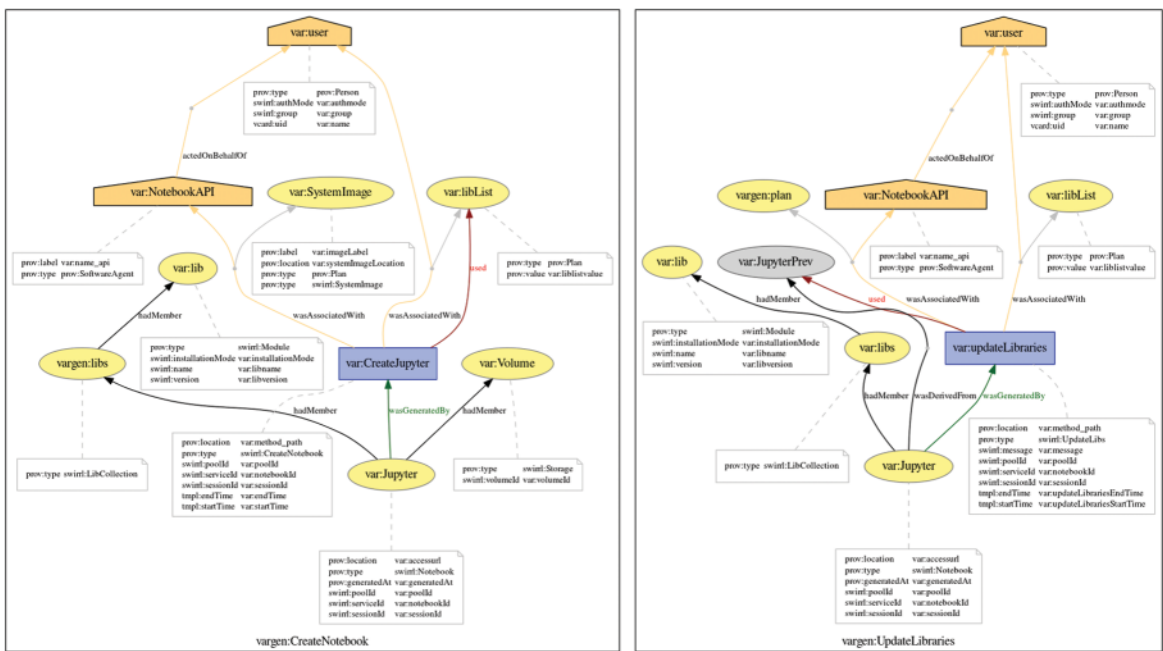 var:user
prov:type prov:Person
swirrl:authMode var:authmode
swirrl:group var:group
vcard:uid var:name
actedOnBehalfOf
var:NotebookAPI
var:SystemImage
var:libList
prov:label var:name_api
prov:type prov:SoftwareAgent
prov:label var:imageLabel
prov:location var:systemImageLocation
prov:type prov:Plan
prov:type swirrl:SystemImage
prov:type prov:Plan
prov:value var:liblistvalue
var:lib
used
wasAssociatedWith
wasAssociatedWith
prov:type swirrl:Module
swirrl:installationMode var:installationMode
swirrl:name var:libname
swirrl:version var:libversion
vargen:libs
var:CreateJupyter
var:Volume
hadMember
wasGeneratedBy
hadMember
prov:type swirrl:LibCollection
prov:location var:method_path
prov:type swirrl:CreateNotebook
swirrl:poolId var:poolId
swirrl:serviceId var:notebookId
swirrl:sessionId var:sessionId
tmpl:endTime var:endTime
tmpl:startTime var:startTime
var:Jupyter
prov:type swirrl:Storage
swirrl:volumeId var:volumeId
prov:location var:accessurl
prov:type swirrl:Notebook
prov:generatedAt var:generatedAt
swirrl:poolId var:poolId
swirrl:serviceId var:notebookId
swirrl:sessionId var:sessionId
vargen:CreateNotebook
var:user
prov:type prov:Person
swirrl:authMode var:authmode
swirrl:group var:group
vcard:uid var:name
actedOnBehalfOf
vargen:plan
var:NotebookAPI
var:libList
prov:label var:name_api
prov:type prov:SoftwareAgent
prov:type prov:Plan
prov:value var:liblistvalue
var:lib
var:JupyterPrev
hadMember
used
wasAssociatedWith
wasAssociatedWith
prov:type swirrl:Module
swirrl:installationMode var:installationMode
swirrl:name var:libname
swirrl:version var:libversion
var:libs
var:updateLibraries
hadMember
wasDerivedFrom
wasGeneratedBy
prov:type swirrl:LibCollection
var:Jupyter
prov:location var:method_path
prov:type swirrl:UpdateLibs
swirrl:message var:message
swirrl:poolId var:poolId
swirrl:serviceId var:notebookId
swirrl:sessionId var:sessionId
tmpl:endTime var:updateLibrariesEndTime
tmpl:startTime var:updateLibrariesStartTime
prov:location var:accessurl
prov:type swirrl:Notebook
prov:generatedAt var:generatedAt
swirrl:poolId var:poolId
swirrl:serviceId var:notebookId
swirrl:sessionId var:sessionId
vargen:UpdateLibraries